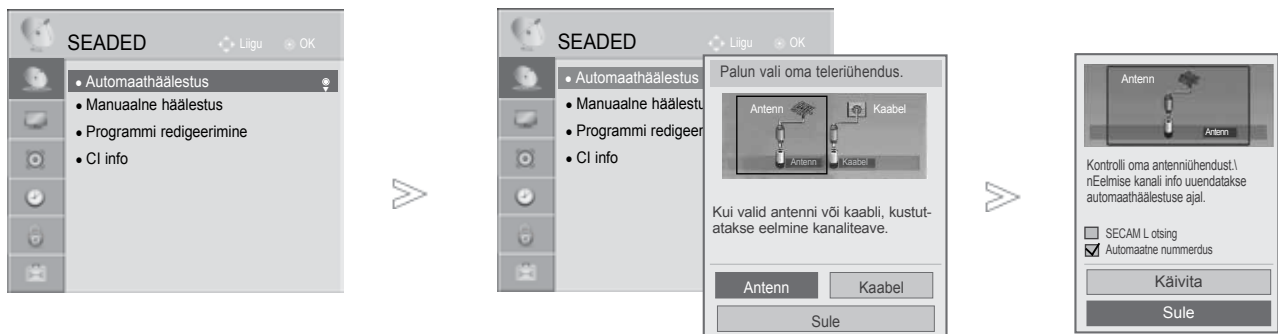 SEADED
Liigu
OK
● Automaathäälestus
● Manuaalne häälestus
● Programmi redigeerimine
● CI info
>>
SEADED
Liigu
OK
● Automaathäälestus
● Manuaalne häälestu
● Programmi redigeer
● CI info
Palun vali oma teleriühendus.
Antenn
Kaabel
Antenn
Kaabel
Kui valid antenni või kaabli, kustut-
atakse eelmine kanaliteave.
Antenn
Kaabel
Sule
>>
Antenn
Antenn
Kontrolli oma antenniühendust.\
nEelmise kanali info uuendatakse
automaathäälestuse ajal.
SECAM L otsing
Automaatne nummerdus
Käivita
Sule